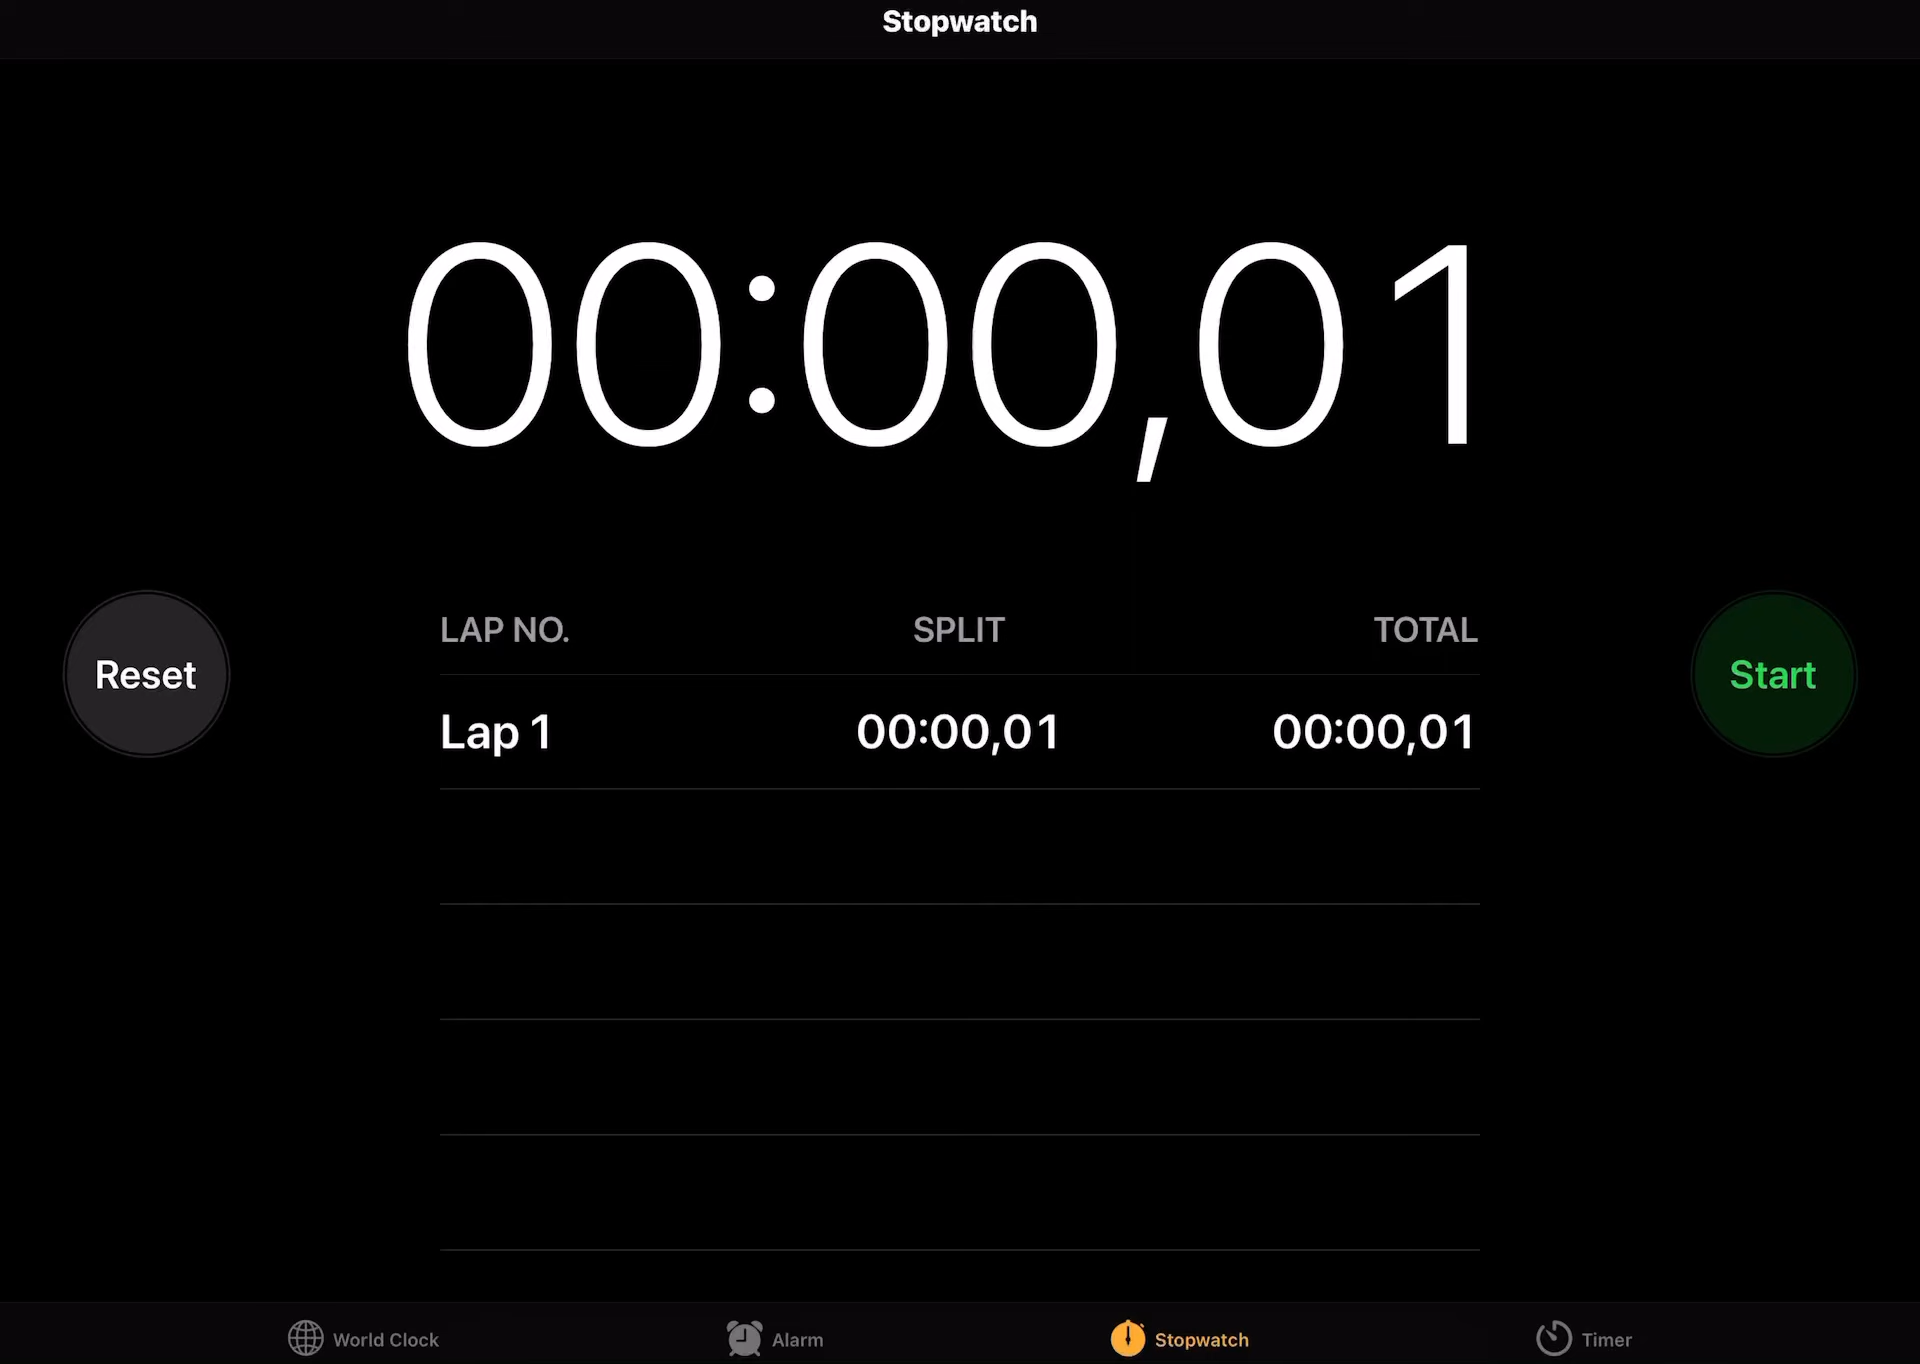 Stopwatch
00:00,01
LAP NO. SPLIT TOTAL
Reset
Start
Lap 1 00:00,01 00:00,01
World Clock Alarm Stopwatch Timer